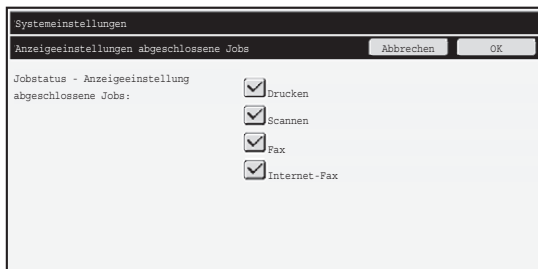 Systemeinstellungen
Anzeigeeinstellungen abgeschlossene Jobs Abbrechen OK
Jobstatus - Anzeigeeinstellung
abgeschlossene Jobs:
Drucken
Scannen
Fax
Internet-Fax